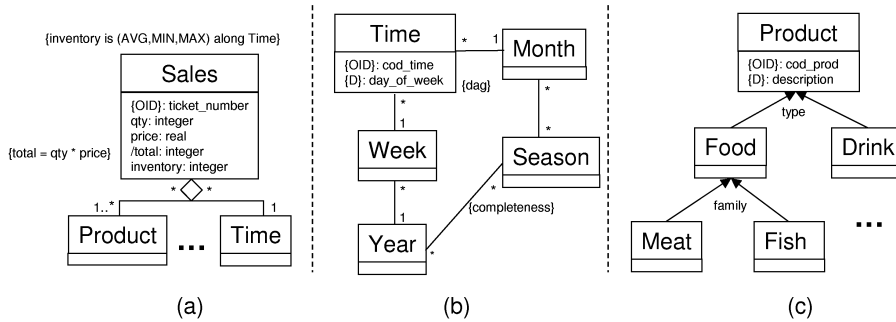 {inventory is (AVG,MIN,MAX) along Time}
Sales
{OID}: ticket_number
qty: integer
price: real
/total: integer
inventory: integer
{total = qty * price}
* *
1..* 1
Product ... Time
(a)
Time
{OID}: cod_time
{D}: day_of_week
* 1
Month
{dag}
*
1
Week
*
*
Season
*
1
*
{completeness}
Year
*
(b)
Product
{OID}: cod_prod
{D}: description
type
Food
Drink
family
Meat
Fish
...
(c)